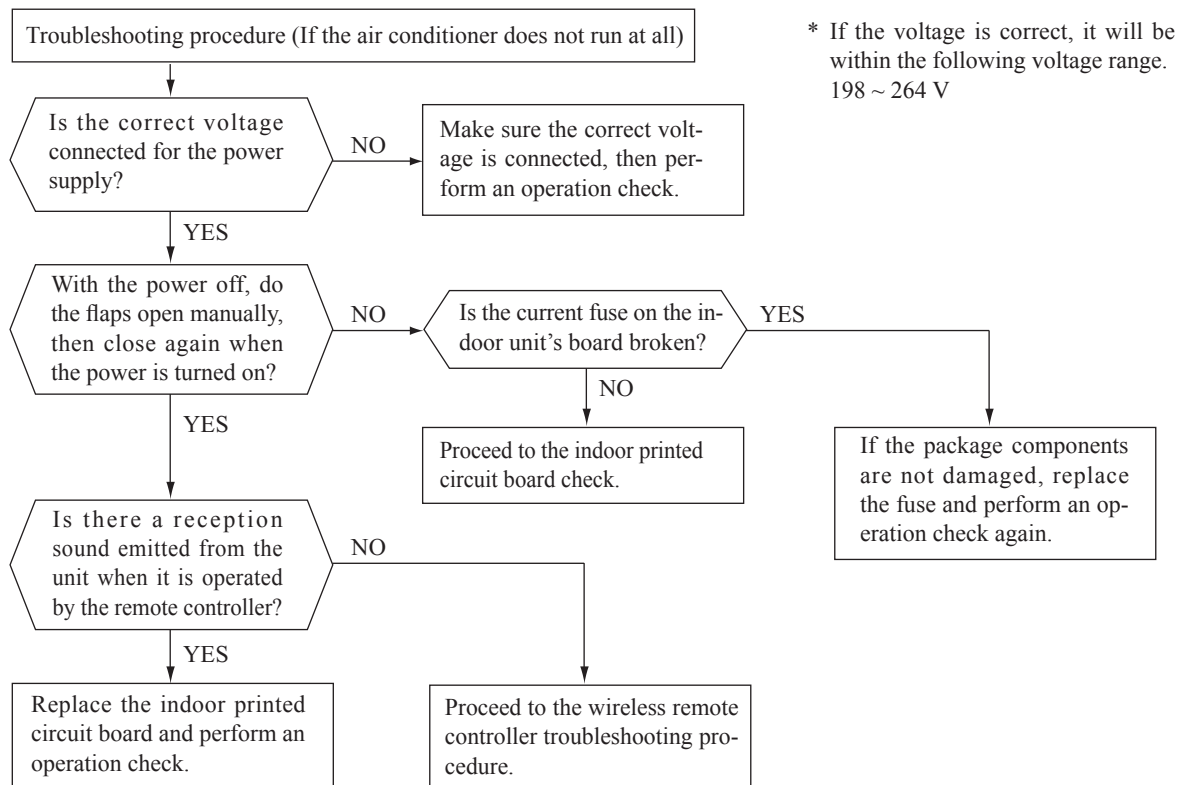 Troubleshooting procedure (If the air conditioner does not run at all)
* If the voltage is correct, it will be
within the following voltage range.
198 ~ 264 V
Is the correct voltage
connected for the power
supply?
NO
Make sure the correct volt-
age is connected, then per-
form an operation check.
YES
With the power off, do
the flaps open manually,
then close again when
the power is turned on?
NO
Is the current fuse on the in-
door unit's board broken?
YES
NO
YES
Proceed to the indoor printed
circuit board check.
If the package components
are not damaged, replace
the fuse and perform an op-
eration check again.
Is there a reception
sound emitted from the
unit when it is operated
by the remote controller?
NO
YES
Replace the indoor printed
circuit board and perform an
operation check.
Proceed to the wireless remote
controller troubleshooting pro-
cedure.